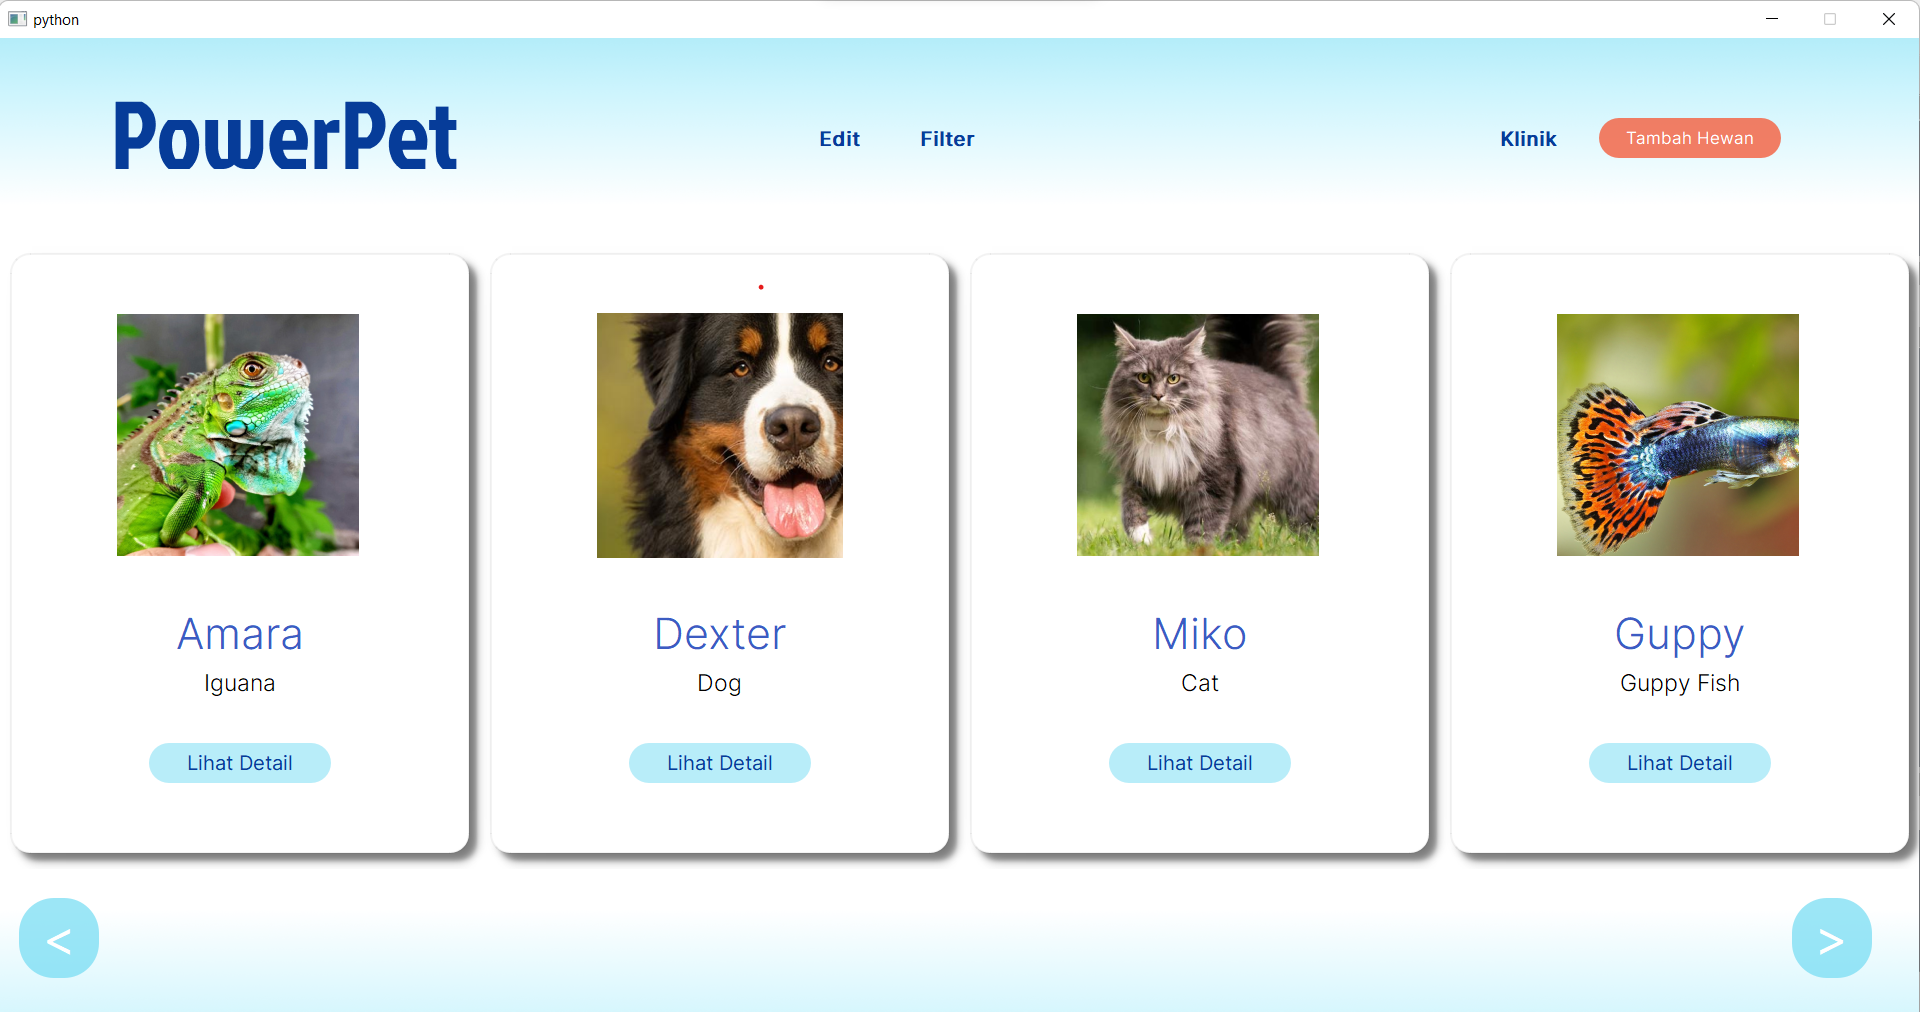 python
PowerPet
Edit
Filter
Klinik
Tambah Hewan
Amara
Iguana
Lihat Detail
Dexter
Dog
Lihat Detail
Miko
Cat
Lihat Detail
Guppy
Guppy Fish
Lihat Detail
<
>